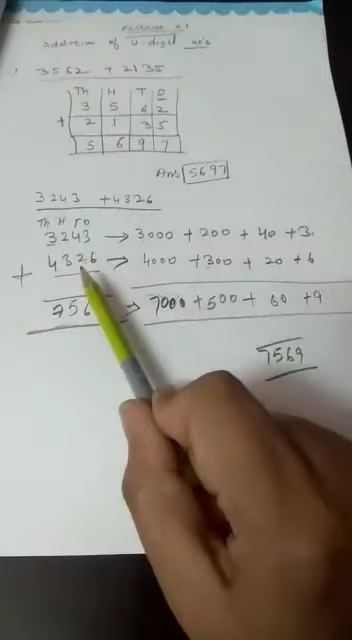 Exercise 2.1
Addition of 4-digit no's
1. 3562 + 2135
Th H T O
3 5 6 2
+ 2 1 3 5
5 6 9 7
Ans 5697
3243 + 4326
Th H T O
3243 → 3000 + 200 + 40 + 3
+ 4326 → 4000 + 300 + 20 + 6
756 → 7000 + 500 + 60 + 9
7569